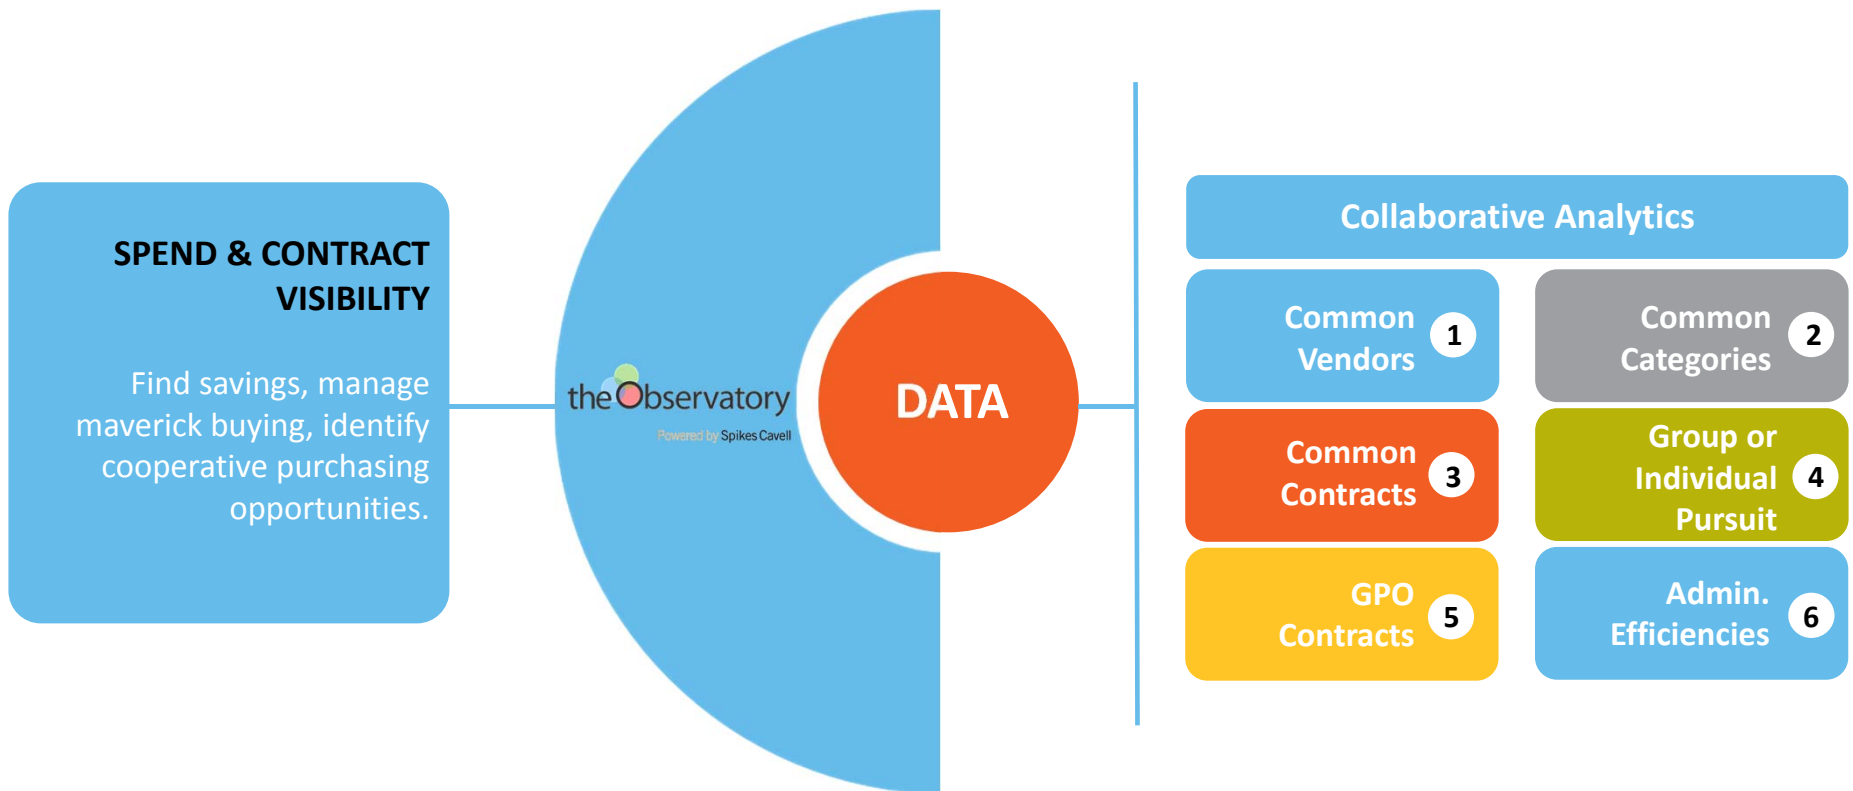 SPEND & CONTRACT
VISIBILITY
Find savings, manage
maverick buying, identify
cooperative purchasing
opportunities.
the Observatory
Powered by Spikes Cavell
DATA
Collaborative Analytics
Common
Vendors
1
Common
Categories
2
Common
Contracts
3
Group or
Individual
Pursuit
4
GPO
Contracts
5
Admin.
Efficiencies
6